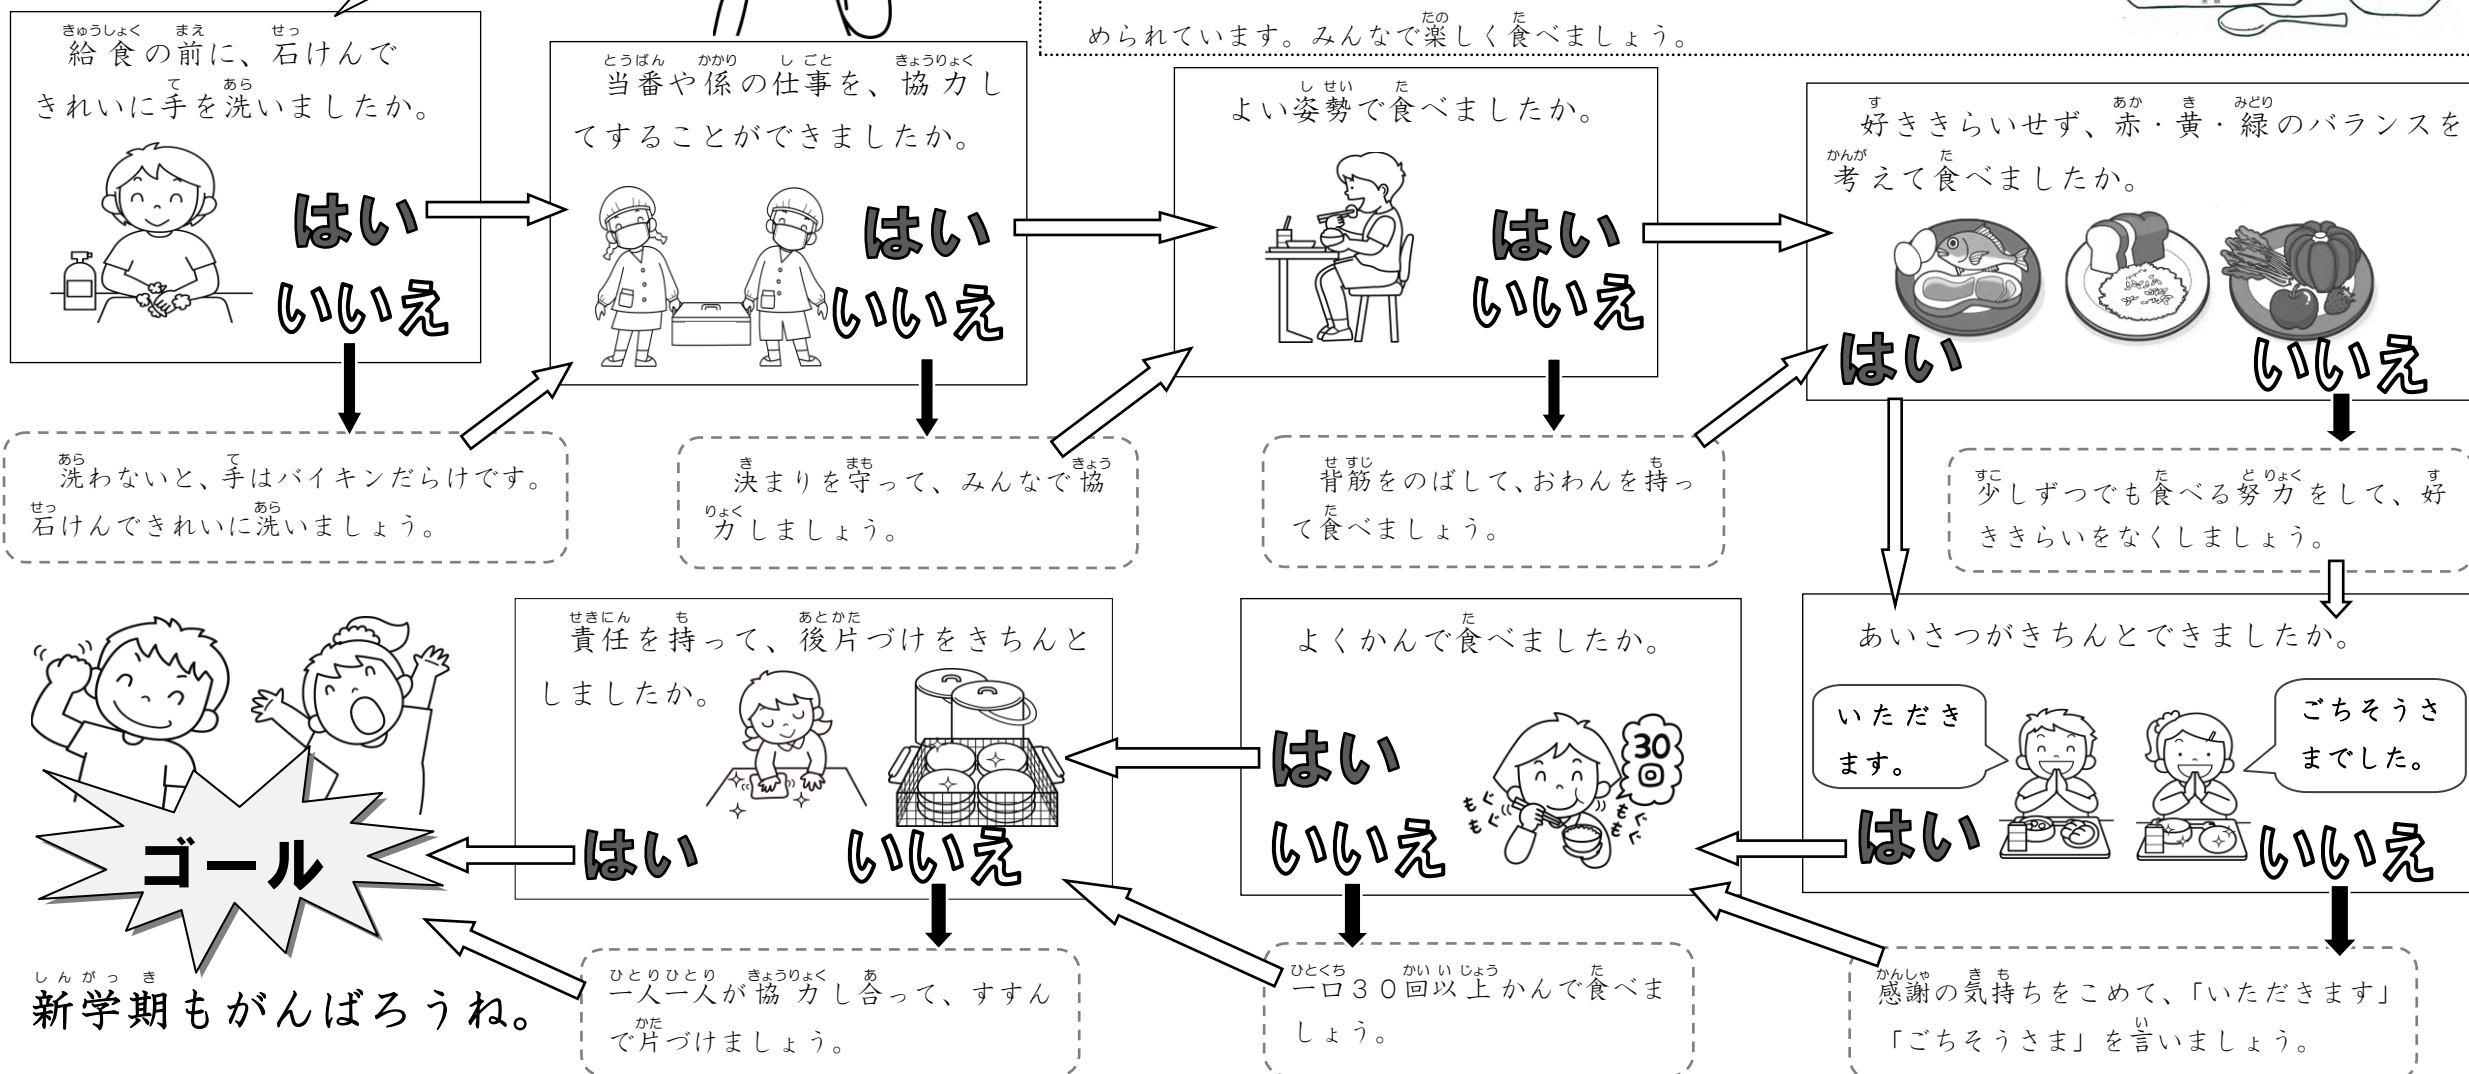 められています。みんなで楽しく食べましょう。
給食の前に、石けんで
きれいに手を洗いましたか。
はい
いいえ
洗わないと、手はバイキンだらけです。
石けんできれいに洗いましょう。
当番や係の仕事を、協力し
てすることができましたか。
はい
いいえ
決まりを守って、みんなで協
力しましょう。
よい姿勢で食べましたか。
はい
いいえ
背筋をのばして、おわんを持っ
て食べましょう。
好ききらいせず、赤・黄・緑のバランスを
考えて食べましたか。
はい
いいえ
少しずつでも食べる努力をして、好
ききらいをなくしましょう。
あいさつがきちんとできましたか。
いただき
ます。
ごちそうさ
までした。
はい
いいえ
感謝の気持ちをこめて、「いただきます」
「ごちそうさま」を言いましょう。
よくかんで食べましたか。
30
回
もぐもぐ
もぐもぐ
はい
いいえ
一口30回以上かんで食べま
しょう。
責任を持って、後片づけをきちんと
しましたか。
はい
いいえ
一人一人が協力し合って、すすん
で片づけましょう。
ゴール
新学期もがんばろうね。